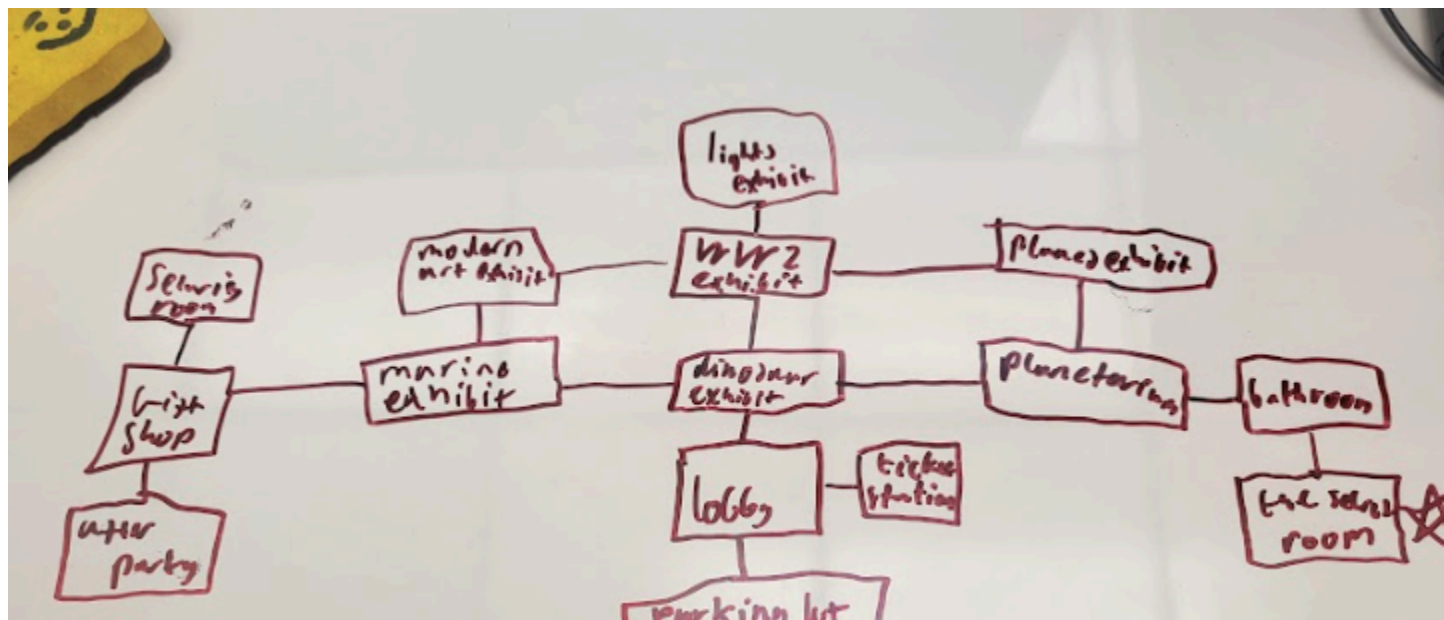 lights
exhibit
modern
art exhibit
WW2
exhibit
planes exhibit
room
marine
exhibit
dinosaur
exhibit
planetarium
bathroom
Gift
Shop
lobby
ticket
station
after
party
the secret
room
parking lot